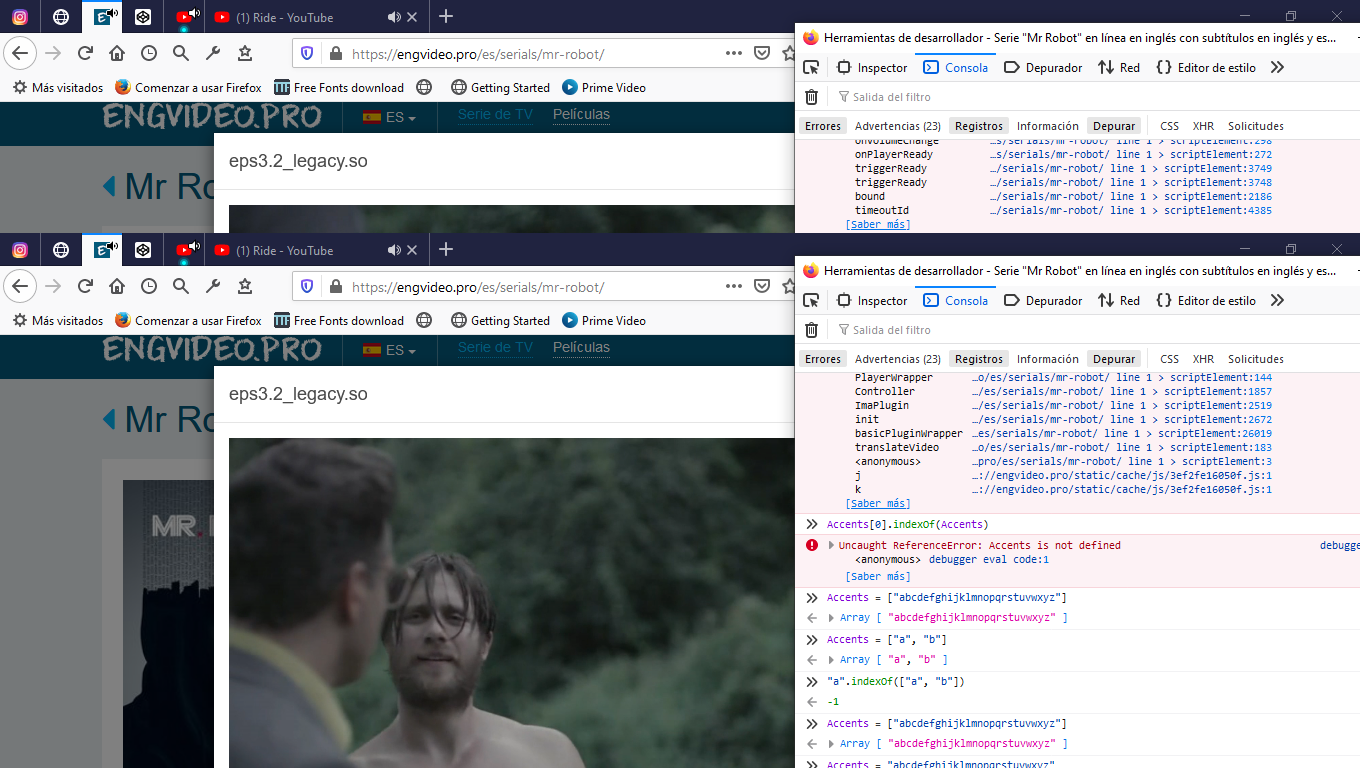 (1) Ride - YouTube
https://engvideo.pro/es/serials/mr-robot/
Más visitados Comenzar a usar Firefox Free Fonts download Getting Started Prime Video
ENGVIDEO.PRO ES Serie de TV Películas
Mr Ro
eps3.2_legacy.so
Herramientas de desarrollador - Serie "Mr Robot" en línea en inglés con subtítulos en inglés y es...
Inspector Consola Depurador Red Editor de estilo
Salida del filtro
Errores Advertencias (23) Registros Información Depurar CSS XHR Solicitudes
onVolumeChange …s/serials/mr-robot/ line 1 > scriptElement:298
onPlayerReady …s/serials/mr-robot/ line 1 > scriptElement:272
triggerReady …/serials/mr-robot/ line 1 > scriptElement:3749
triggerReady …/serials/mr-robot/ line 1 > scriptElement:3748
bound …/serials/mr-robot/ line 1 > scriptElement:2186
timeoutId …/serials/mr-robot/ line 1 > scriptElement:4385
[Saber más]
(1) Ride - YouTube
https://engvideo.pro/es/serials/mr-robot/
Más visitados Comenzar a usar Firefox Free Fonts download Getting Started Prime Video
ENGVIDEO.PRO ES Serie de TV Películas
Mr Ro
eps3.2_legacy.so
MR.
Herramientas de desarrollador - Serie "Mr Robot" en línea en inglés con subtítulos en inglés y es...
Inspector Consola Depurador Red Editor de estilo
Salida del filtro
Errores Advertencias (23) Registros Información Depurar CSS XHR Solicitudes
PlayerWrapper …o/es/serials/mr-robot/ line 1 > scriptElement:144
Controller …/es/serials/mr-robot/ line 1 > scriptElement:1857
ImaPlugin …/es/serials/mr-robot/ line 1 > scriptElement:2519
init …/es/serials/mr-robot/ line 1 > scriptElement:2672
basicPluginWrapper …es/serials/mr-robot/ line 1 > scriptElement:26019
translateVideo …o/es/serials/mr-robot/ line 1 > scriptElement:183
<anonymous> …pro/es/serials/mr-robot/ line 1 > scriptElement:3
j …://engvideo.pro/static/cache/js/3ef2fe16050f.js:1
k …://engvideo.pro/static/cache/js/3ef2fe16050f.js:1
[Saber más]
Accents[0].indexOf(Accents)
Uncaught ReferenceError: Accents is not defined debugge
<anonymous> debugger eval code:1
[Saber más]
Accents = ["abcdefghijklmnopqrstuvwxyz"]
Array [ "abcdefghijklmnopqrstuvwxyz" ]
Accents = ["a", "b"]
Array [ "a", "b" ]
"a".indexOf(["a", "b"])
-1
Accents = ["abcdefghijklmnopqrstuvwxyz"]
Array [ "abcdefghijklmnopqrstuvwxyz" ]
Accents = "abcdefghijklmnopqrstuvwxyz"